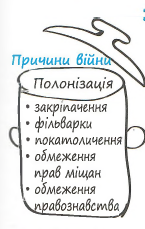 Причини війни
Полонізація
• закріпачення
• фільварки
• покатоличення
• обмеження
прав міщан
• обмеження
правознавства